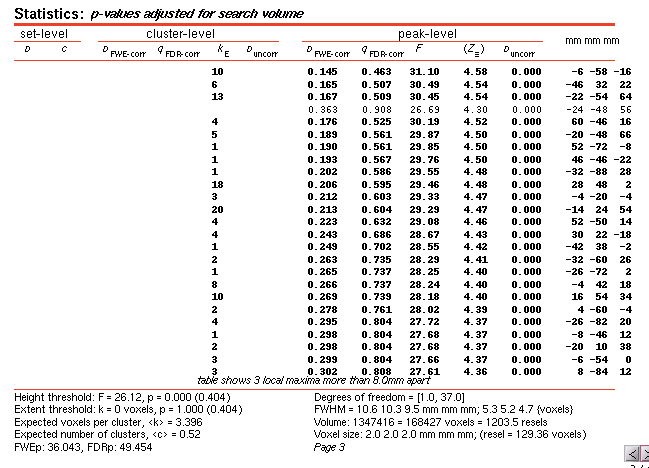 Statistics: p-values adjusted for search volume
set-level cluster-level peak-level mm mm mm
p c p FWE-corr q FDR-corr k E p uncorr p FWE-corr q FDR-corr F (Z≡) p uncorr
10 0.145 0.463 31.10 4.58 0.000 -6 -58 -16
6 0.165 0.507 30.49 4.54 0.000 -46 32 22
13 0.167 0.509 30.45 4.54 0.000 -22 -54 64
0.363 0.908 26.69 4.30 0.000 -24 -48 56
4 0.176 0.525 30.19 4.52 0.000 60 -46 16
5 0.189 0.561 29.87 4.50 0.000 -20 -48 66
1 0.190 0.561 29.85 4.50 0.000 52 -72 -8
1 0.193 0.567 29.76 4.50 0.000 46 -46 -22
1 0.202 0.586 29.55 4.48 0.000 -32 -88 28
18 0.206 0.595 29.46 4.48 0.000 28 48 2
3 0.212 0.603 29.33 4.47 0.000 -4 -20 -4
20 0.213 0.604 29.29 4.47 0.000 -14 24 54
4 0.223 0.632 29.08 4.46 0.000 52 -50 14
4 0.243 0.686 28.67 4.43 0.000 30 22 -18
1 0.249 0.702 28.55 4.42 0.000 -42 38 -2
2 0.263 0.735 28.29 4.41 0.000 -32 -60 26
1 0.265 0.737 28.25 4.40 0.000 -26 -72 2
8 0.266 0.737 28.24 4.40 0.000 -4 42 18
10 0.269 0.739 28.18 4.40 0.000 16 54 34
2 0.278 0.761 28.02 4.39 0.000 4 -60 -4
4 0.295 0.804 27.72 4.37 0.000 -26 -82 20
1 0.298 0.804 27.68 4.37 0.000 -8 -46 12
2 0.298 0.804 27.68 4.37 0.000 -20 10 38
3 0.299 0.804 27.66 4.37 0.000 -6 -54 0
3 0.302 0.808 27.61 4.36 0.000 8 -84 12
table shows 3 local maxima more than 8.0mm apart
Height threshold: F = 26.12, p = 0.000 (0.404)
Extent threshold: k = 0 voxels, p = 1.000 (0.404)
Expected voxels per cluster, <k> = 3.396
Expected number of clusters, <c> = 0.52
FWEp: 36.043, FDRp: 49.454
Degrees of freedom = [1.0, 37.0]
FWHM = 10.6 10.3 9.5 mm mm mm; 5.3 5.2 4.7 {voxels}
Volume: 1347416 = 168427 voxels = 1203.5 resels
Voxel size: 2.0 2.0 2.0 mm mm mm; (resel = 129.36 voxels)
Page 3